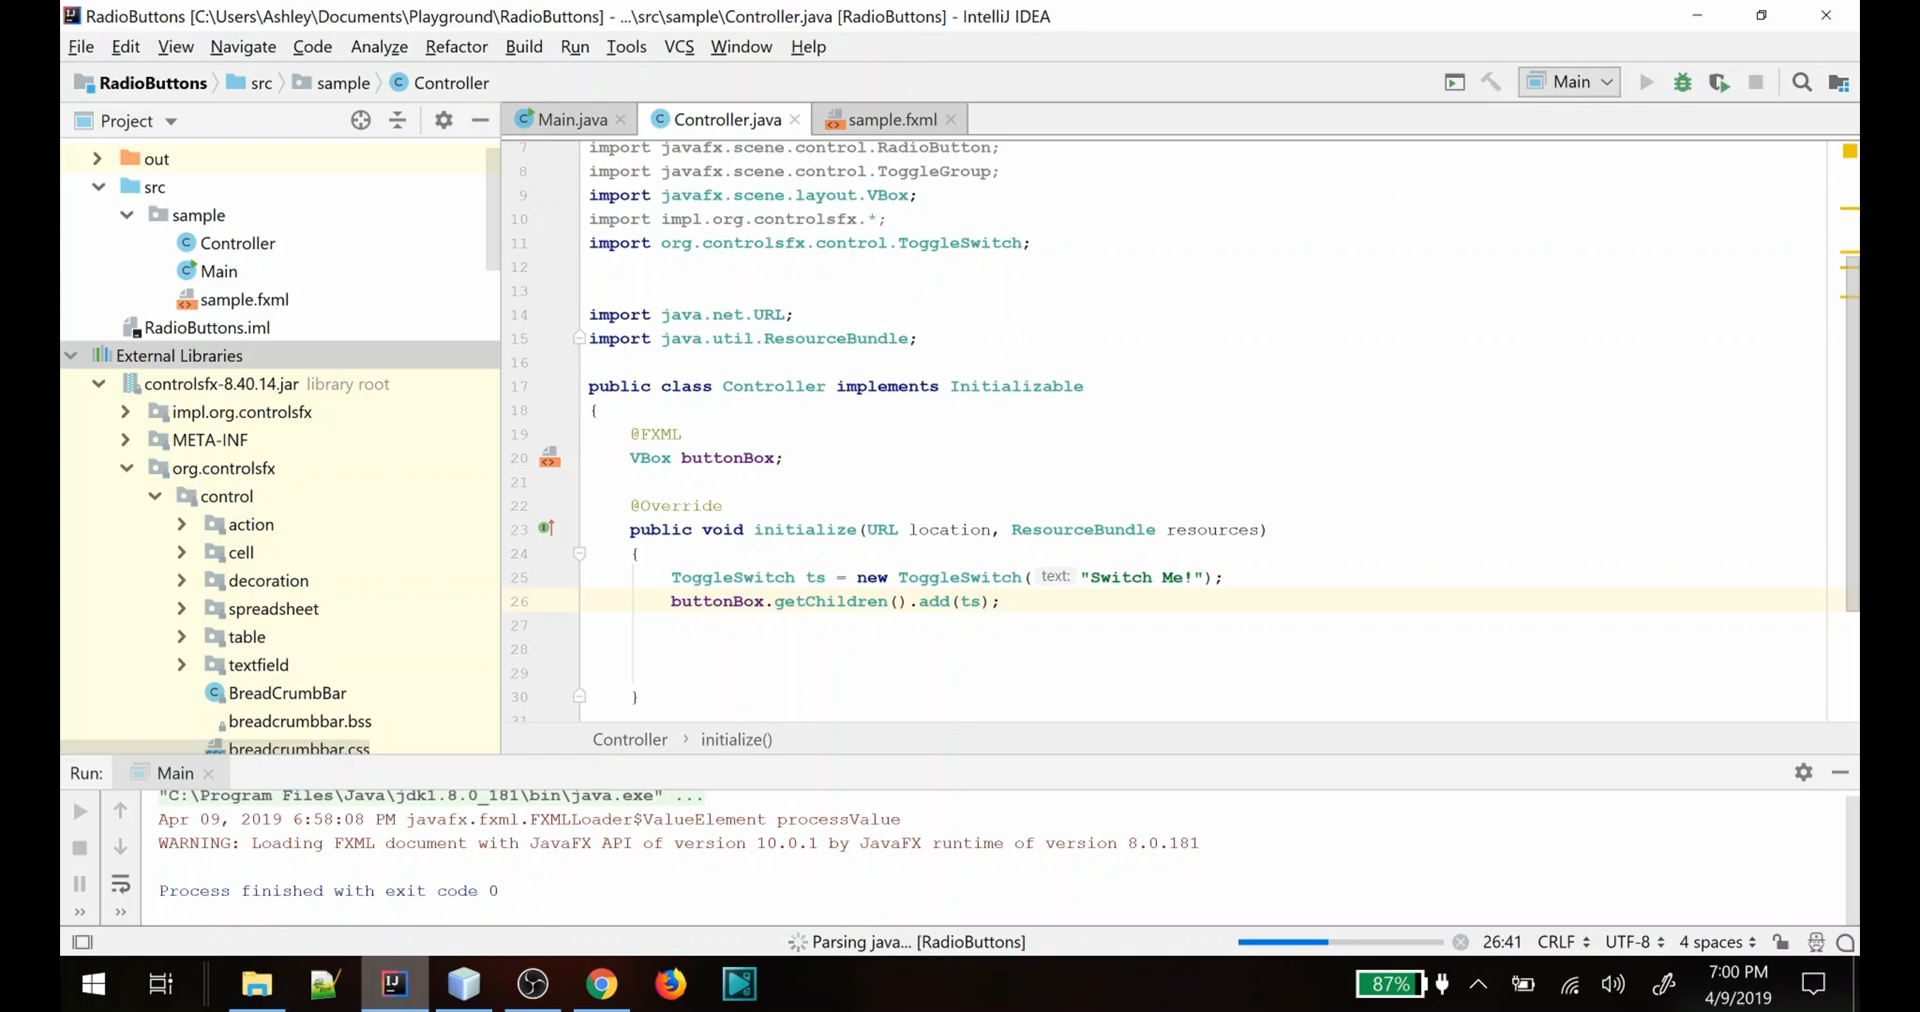 RadioButtons [C:\Users\Ashley\Documents\Playground\RadioButtons] - ...\src\sample\Controller.java [RadioButtons] - IntelliJ IDEA
File Edit View Navigate Code Analyze Refactor Build Run Tools VCS Window Help
RadioButtons src sample Controller Main
Project
Main.java Controller.java sample.fxml
out
src
sample
Controller
Main
sample.fxml
RadioButtons.iml
External Libraries
controlsfx-8.40.14.jar library root
impl.org.controlsfx
META-INF
org.controlsfx
control
action
cell
decoration
spreadsheet
table
textfield
BreadCrumbBar
breadcrumbbar.bss
breadcrumbbar.css
7 import javafx.scene.control.RadioButton;
8 import javafx.scene.control.ToggleGroup;
9 import javafx.scene.layout.VBox;
10 import impl.org.controlsfx.*;
11 import org.controlsfx.control.ToggleSwitch;
12
13
14 import java.net.URL;
15 import java.util.ResourceBundle;
16
17 public class Controller implements Initializable
18 {
19 @FXML
20 VBox buttonBox;
21
22 @Override
23 public void initialize(URL location, ResourceBundle resources)
24 {
25 ToggleSwitch ts = new ToggleSwitch( text: "Switch Me!");
26 buttonBox.getChildren().add(ts);
27
28
29
30 }
31
Controller › initialize()
Run: Main
"C:\Program Files\Java\jdk1.8.0_181\bin\java.exe" ...
Apr 09, 2019 6:58:08 PM javafx.fxml.FXMLLoader$ValueElement processValue
WARNING: Loading FXML document with JavaFX API of version 10.0.1 by JavaFX runtime of version 8.0.181
Process finished with exit code 0
Parsing java... [RadioButtons] 26:41 CRLF UTF-8 4 spaces
87% 7:00 PM
4/9/2019